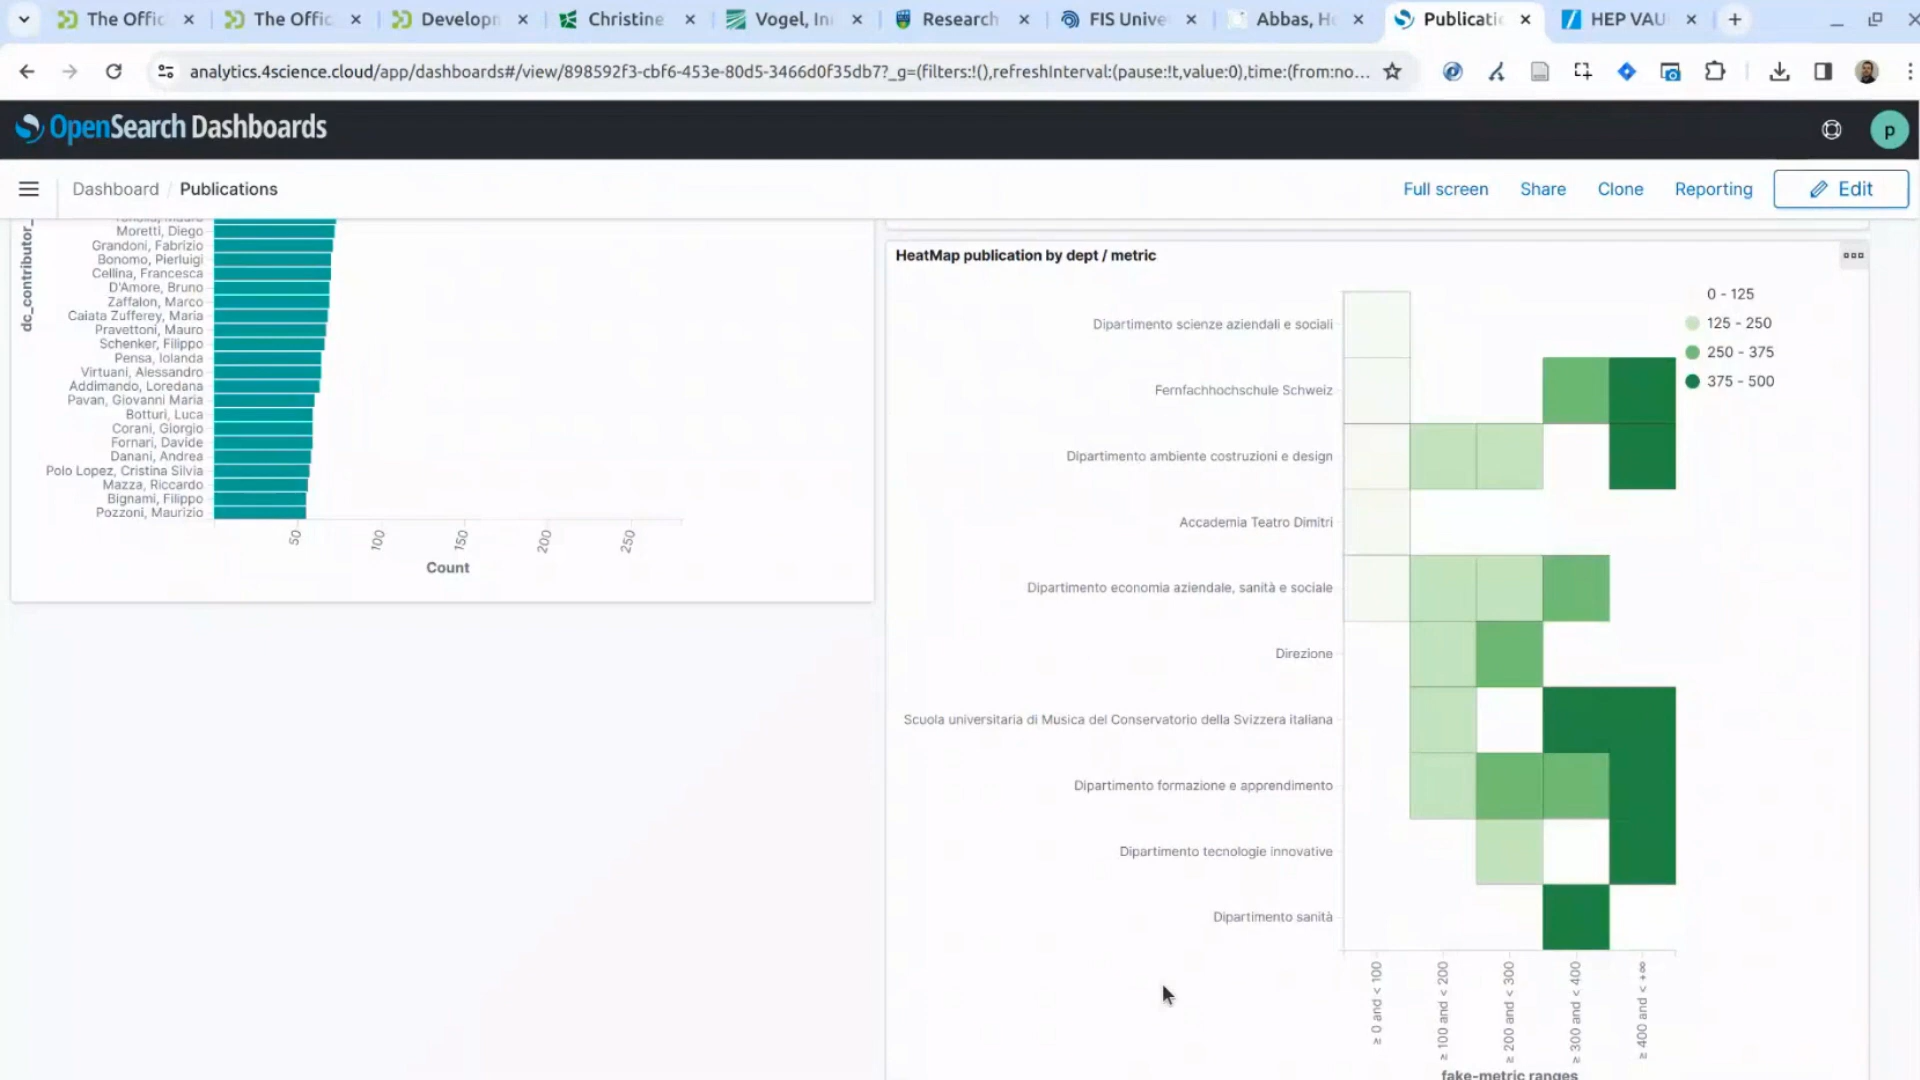 The Offic
The Offic
Developm
Christine
Vogel, In
Research
FIS Unive
Abbas, H
Publicati
HEP VAU
analytics.4science.cloud/app/dashboards#/view/898592f3-cbf6-453e-80d5-3466d0f35db7?_g=(filters:!(),refreshInterval:(pause:!t,value:0),time:(from:no...
OpenSearch Dashboards
p
Dashboard / Publications
Full screen
Share
Clone
Reporting
Edit
dc_contributor_
Moretti, Diego
Grandoni, Fabrizio
Bonomo, Pierluigi
Cellina, Francesca
D'Amore, Bruno
Zaffalon, Marco
Caiata Zufferey, Maria
Pravettoni, Mauro
Schenker, Filippo
Pensa, Iolanda
Virtuani, Alessandro
Addimando, Loredana
Pavan, Giovanni Maria
Botturi, Luca
Corani, Giorgio
Fornari, Davide
Danani, Andrea
Polo Lopez, Cristina Silvia
Mazza, Riccardo
Bignami, Filippo
Pozzoni, Maurizio
50
100
150
200
250
Count
HeatMap publication by dept / metric
0 - 125
125 - 250
250 - 375
375 - 500
Dipartimento scienze aziendali e sociali
Fernfachhochschule Schweiz
Dipartimento ambiente costruzioni e design
Accademia Teatro Dimitri
Dipartimento economia aziendale, sanità e sociale
Direzione
Scuola universitaria di Musica del Conservatorio della Svizzera italiana
Dipartimento formazione e apprendimento
Dipartimento tecnologie innovative
Dipartimento sanità
≥ 0 and < 100
≥ 100 and < 200
≥ 200 and < 300
≥ 300 and < 400
≥ 400 and < +∞
fake-metric ranges